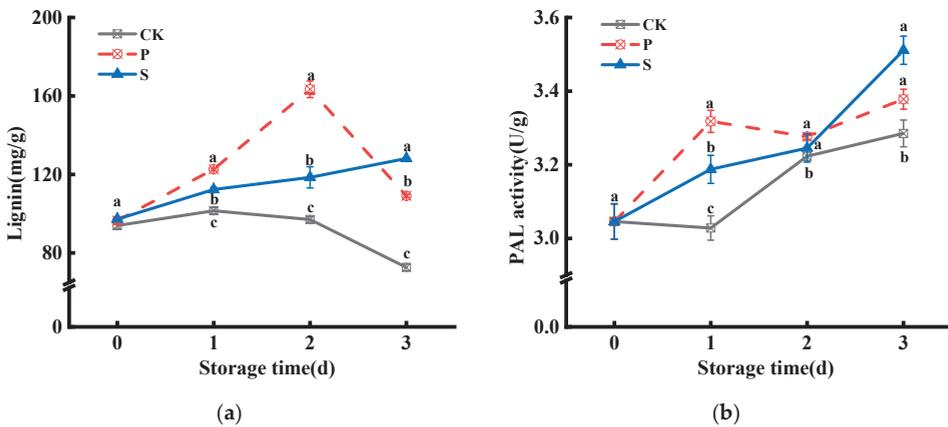 (a)
200
160
120
80
0
Lignin(mg/g)
CK
P
S
a
a
b
c
a
b
c
a
b
c
0
1
2
3
Storage time(d)
(b)
3.6
3.4
3.2
3.0
0.0
PAL activity(U/g)
CK
P
S
a
a
b
c
a
a
b
a
a
b
0
1
2
3
Storage time(d)
(a)
(b)